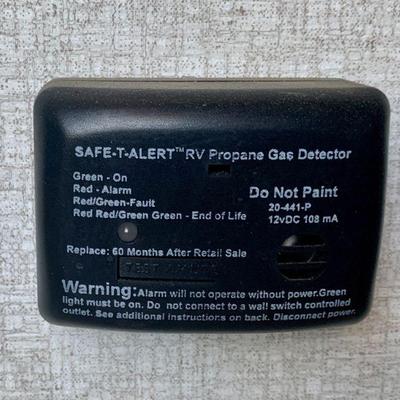 SAFE-T-ALERT™ RV Propane Gas Detector
Green - On
Red - Alarm
Red/Green-Fault
Red Red/Green Green - End of Life
Do Not Paint
20-441-P
12vDC 108 mA
Replace: 60 Months After Retail Sale
TEST
Warning: Alarm will not operate without power.Green
light must be on. Do not connect to a wall switch controlled
outlet. See additional instructions on back. Disconnect power.